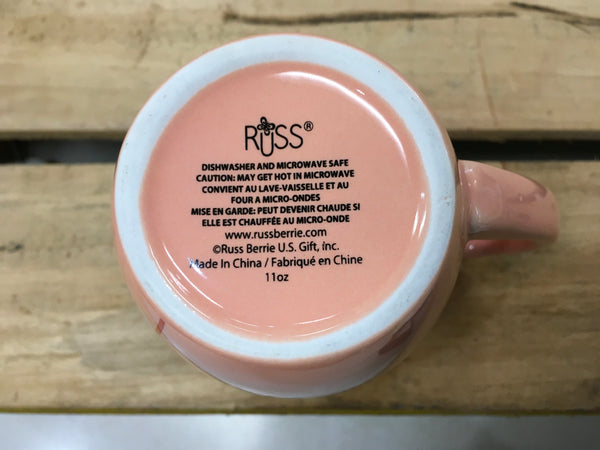 RUSS®
DISHWASHER AND MICROWAVE SAFE
CAUTION: MAY GET HOT IN MICROWAVE
CONVIENT AU LAVE-VAISSELLE ET AU
FOUR A MICRO-ONDES
MISE EN GARDE: PEUT DEVENIR CHAUDE SI
ELLE EST CHAUFFÉE AU MICRO-ONDE
www.russberrie.com
©Russ Berrie U.S. Gift, inc.
Made In China / Fabriqué en Chine
11oz